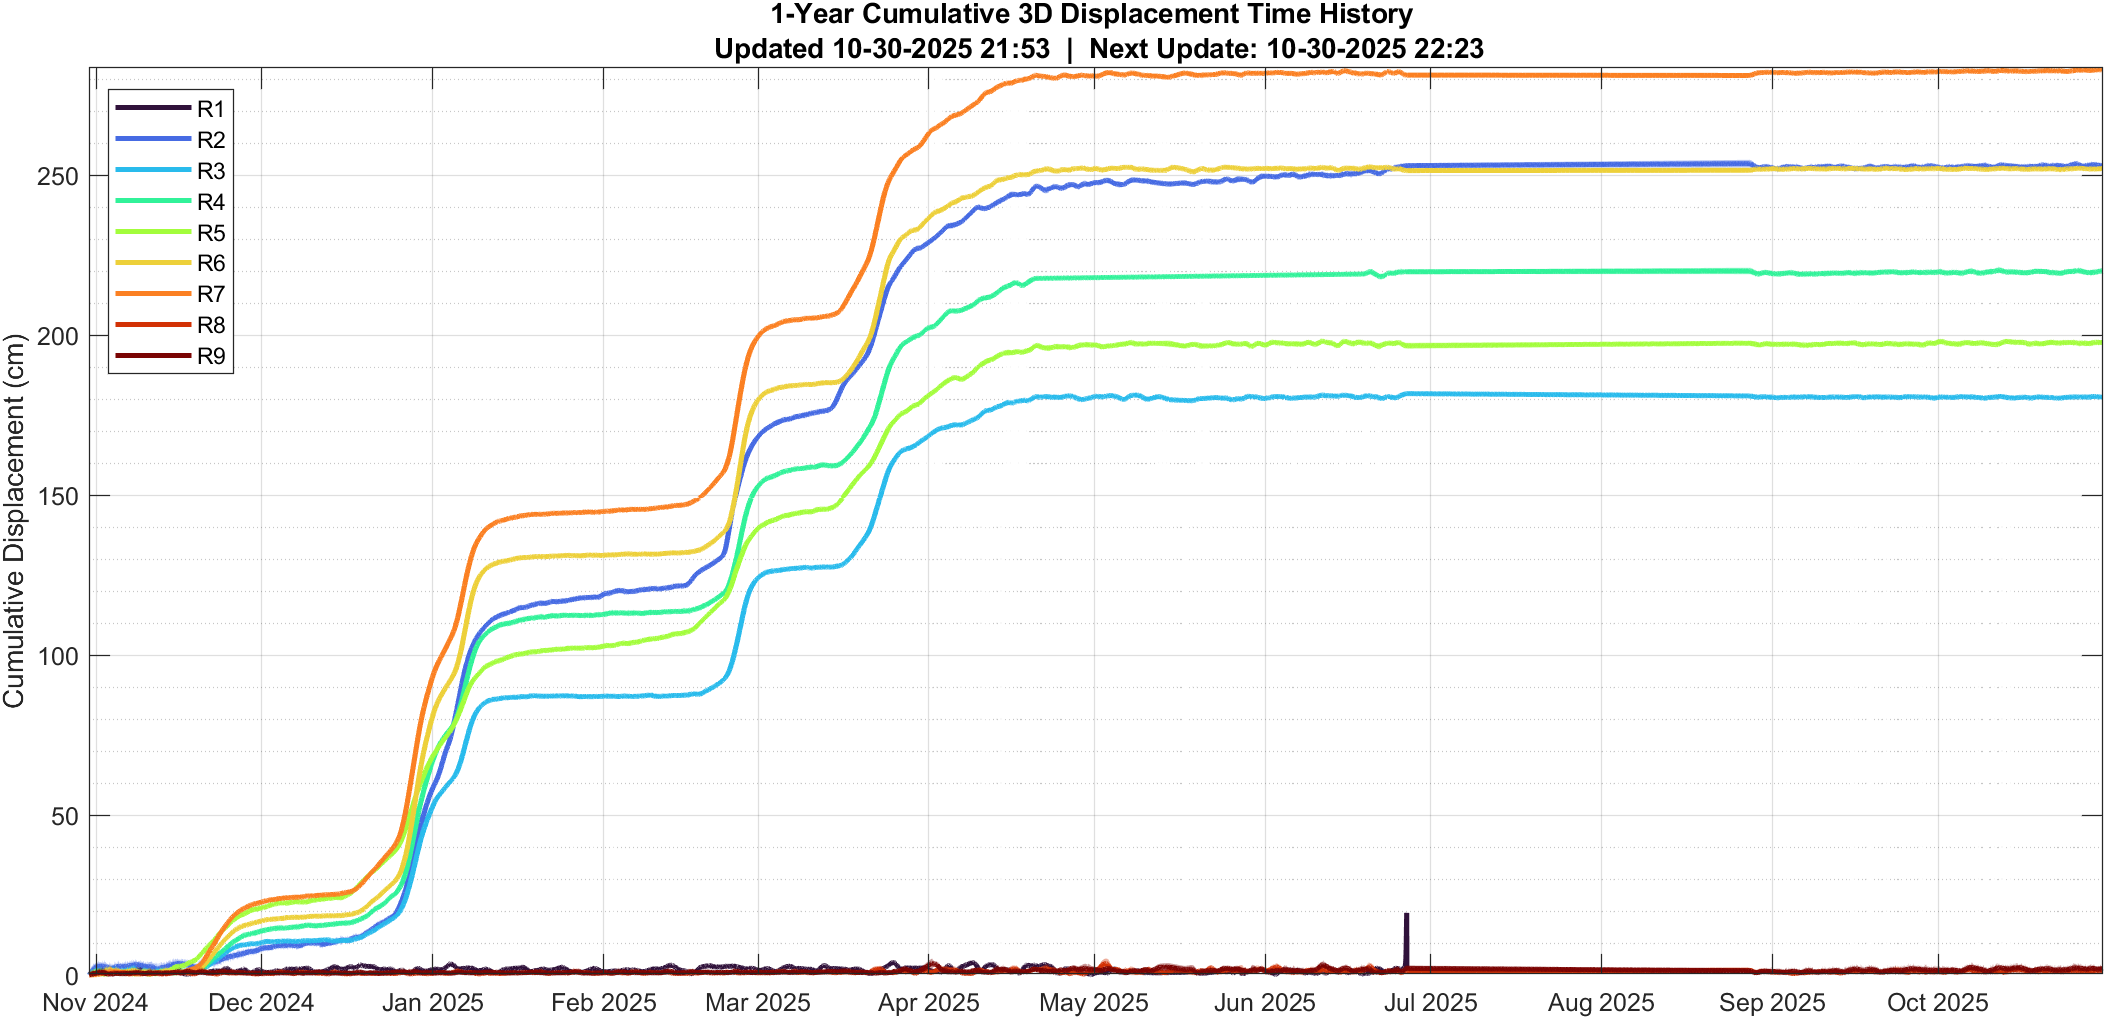 1-Year Cumulative 3D Displacement Time History
Updated 10-30-2025 21:53 | Next Update: 10-30-2025 22:23
R1
R2
R3
R4
R5
R6
R7
R8
R9
Cumulative Displacement (cm)
250
200
150
100
50
0
Nov 2024 Dec 2024 Jan 2025 Feb 2025 Mar 2025 Apr 2025 May 2025 Jun 2025 Jul 2025 Aug 2025 Sep 2025 Oct 2025